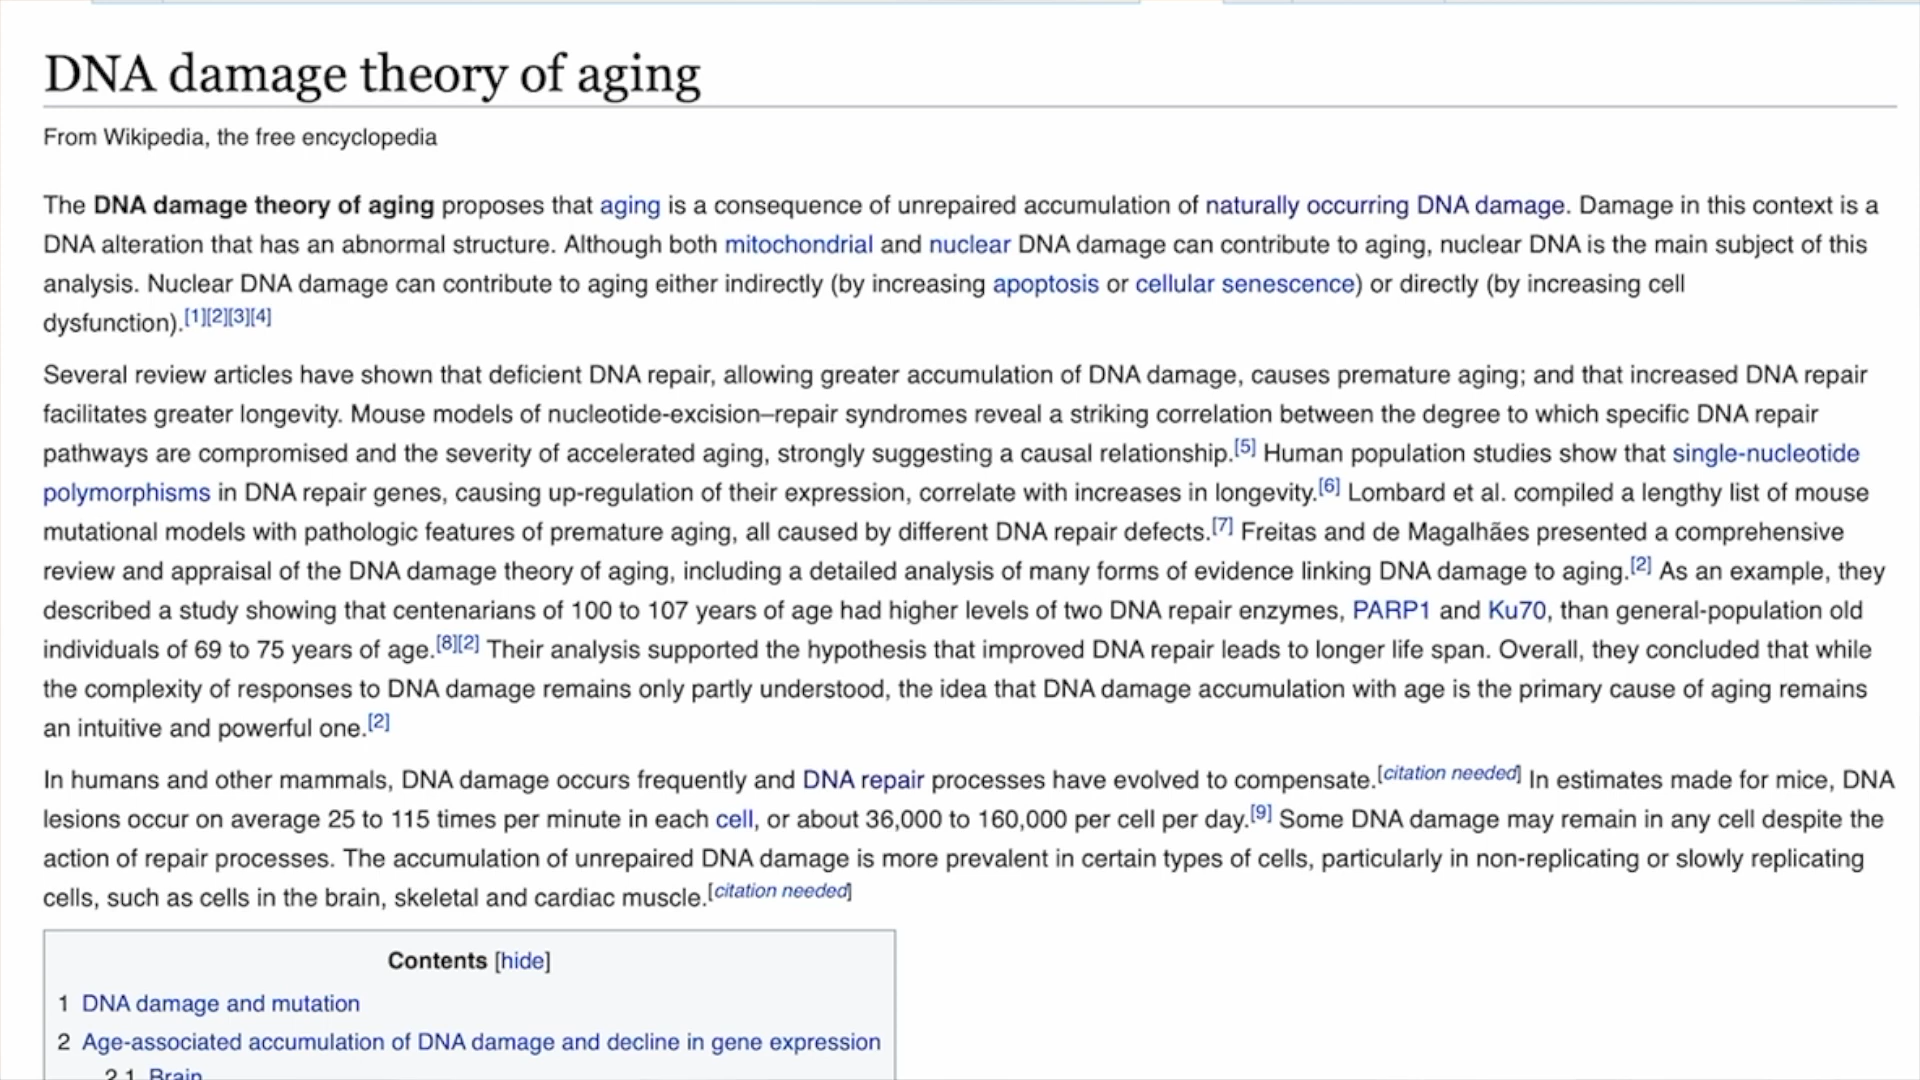 DNA damage theory of aging
From Wikipedia, the free encyclopedia
The DNA damage theory of aging proposes that aging is a consequence of unrepaired accumulation of naturally occurring DNA damage. Damage in this context is a
DNA alteration that has an abnormal structure. Although both mitochondrial and nuclear DNA damage can contribute to aging, nuclear DNA is the main subject of this
analysis. Nuclear DNA damage can contribute to aging either indirectly (by increasing apoptosis or cellular senescence) or directly (by increasing cell
dysfunction).[1][2][3][4]
Several review articles have shown that deficient DNA repair, allowing greater accumulation of DNA damage, causes premature aging; and that increased DNA repair
facilitates greater longevity. Mouse models of nucleotide-excision–repair syndromes reveal a striking correlation between the degree to which specific DNA repair
pathways are compromised and the severity of accelerated aging, strongly suggesting a causal relationship.[5] Human population studies show that single-nucleotide
polymorphisms in DNA repair genes, causing up-regulation of their expression, correlate with increases in longevity.[6] Lombard et al. compiled a lengthy list of mouse
mutational models with pathologic features of premature aging, all caused by different DNA repair defects.[7] Freitas and de Magalhães presented a comprehensive
review and appraisal of the DNA damage theory of aging, including a detailed analysis of many forms of evidence linking DNA damage to aging.[2] As an example, they
described a study showing that centenarians of 100 to 107 years of age had higher levels of two DNA repair enzymes, PARP1 and Ku70, than general-population old
individuals of 69 to 75 years of age.[8][2] Their analysis supported the hypothesis that improved DNA repair leads to longer life span. Overall, they concluded that while
the complexity of responses to DNA damage remains only partly understood, the idea that DNA damage accumulation with age is the primary cause of aging remains
an intuitive and powerful one.[2]
In humans and other mammals, DNA damage occurs frequently and DNA repair processes have evolved to compensate.[citation needed] In estimates made for mice, DNA
lesions occur on average 25 to 115 times per minute in each cell, or about 36,000 to 160,000 per cell per day.[9] Some DNA damage may remain in any cell despite the
action of repair processes. The accumulation of unrepaired DNA damage is more prevalent in certain types of cells, particularly in non-replicating or slowly replicating
cells, such as cells in the brain, skeletal and cardiac muscle.[citation needed]
Contents [hide]
1 DNA damage and mutation
2 Age-associated accumulation of DNA damage and decline in gene expression
2.1 Brain